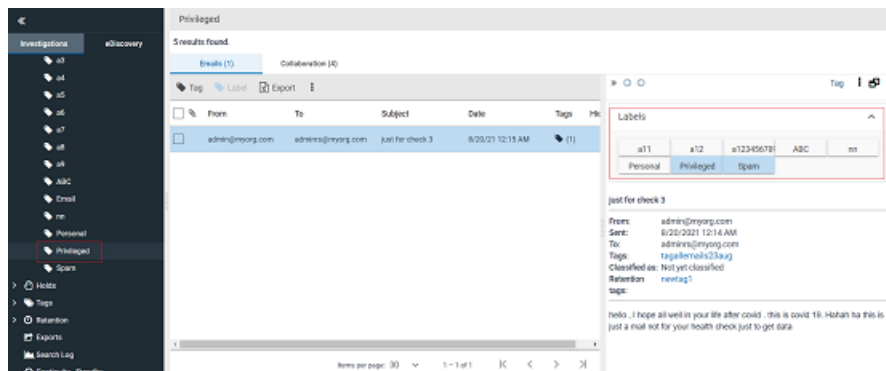 «
Privileged
Investigations
eDiscovery
a3
a4
a5
a6
a7
a8
a9
ABC
Email
nn
Personal
Privileged
Spam
Holds
Tags
Retention
Exports
Search Log
5 results found.
Emails (1)
Collaboration (4)
Tag Label Export
From To Subject Date Tags
admin@myorg.com adminrs@myorg.com just for check 3 8/20/21 12:15 AM (1)
Items per page: 30 1 – 1 of 1
Tag
Labels
a11 a12 ABC nn
Personal Privileged Spam
just for check 3
From: admin@myorg.com
Sent: 8/20/2021 12:14 AM
To: adminrs@myorg.com
Tags: tagallemails23aug
Classified as: Not yet classified
Retention newtag1
tags:
hello , I hope all well in your life after covid . this is covid 19. Hahah ha this is
just a mail not for your health check just to get data